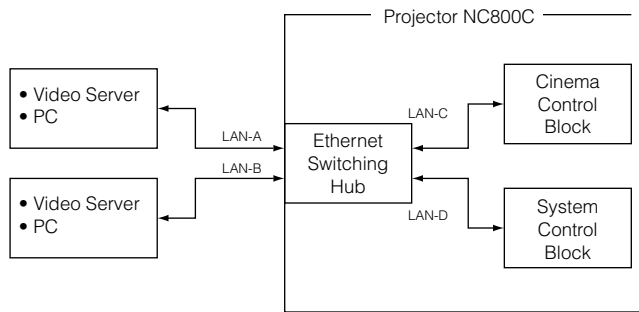 Projector NC800C
• Video Server
• PC
LAN-A
LAN-B
• Video Server
• PC
Ethernet
Switching
Hub
LAN-C
LAN-D
Cinema
Control
Block
System
Control
Block